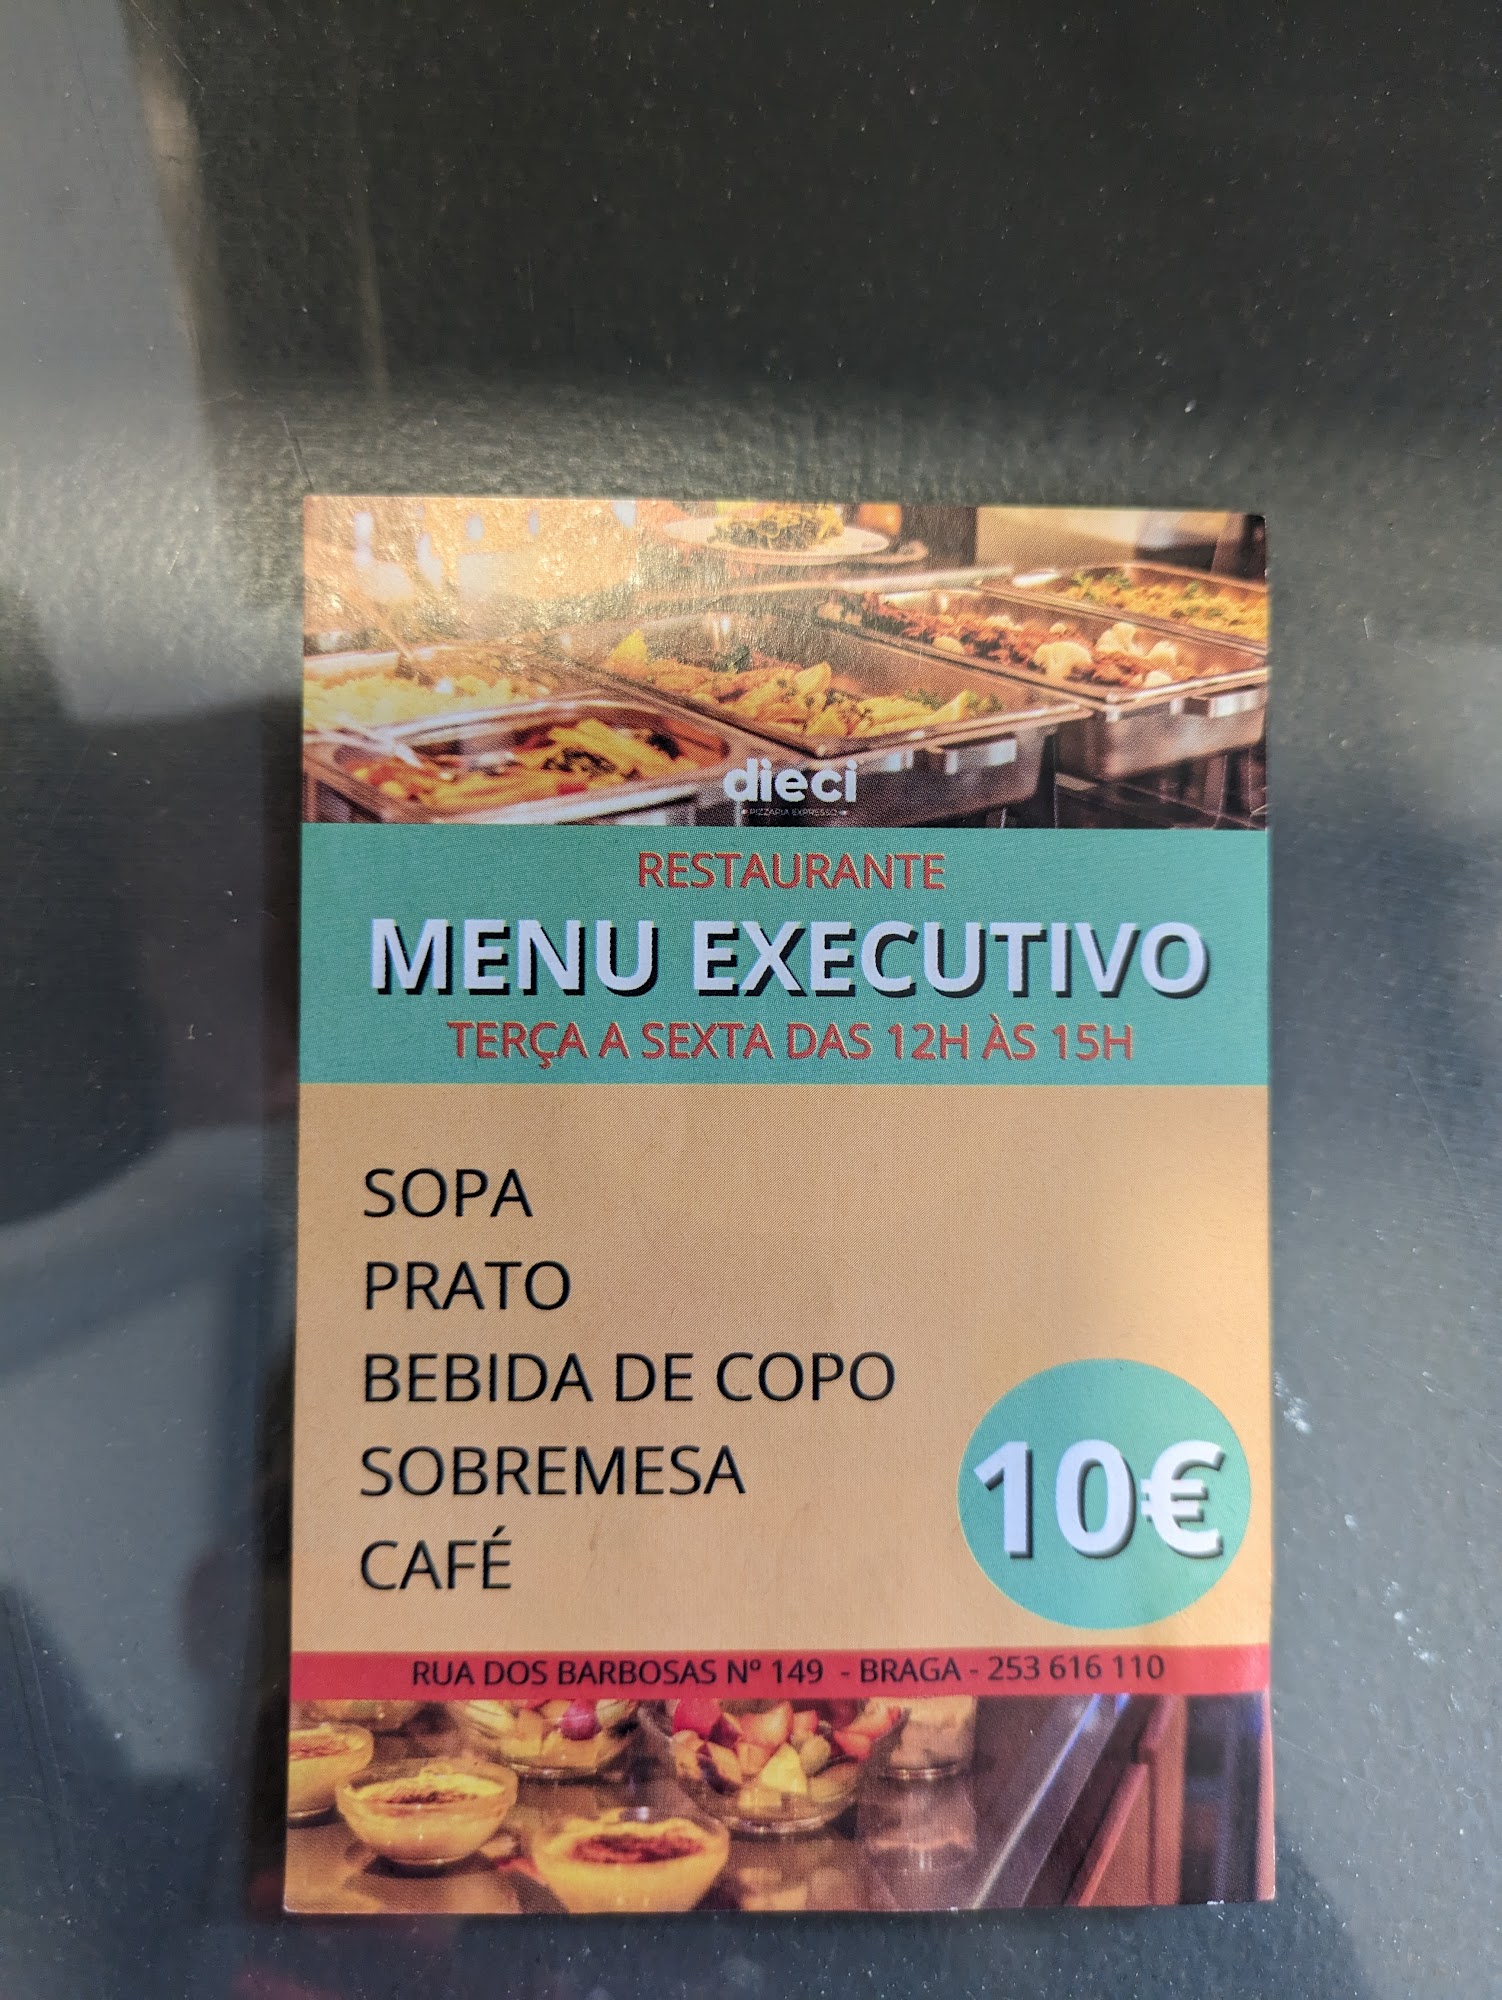 dieci
PIZZARIA EXPRESSO
RESTAURANTE
MENU EXECUTIVO
TERÇA A SEXTA DAS 12H ÀS 15H
SOPA
PRATO
BEBIDA DE COPO
SOBREMESA
CAFÉ
10€
RUA DOS BARBOSAS Nº 149 - BRAGA - 253 616 110